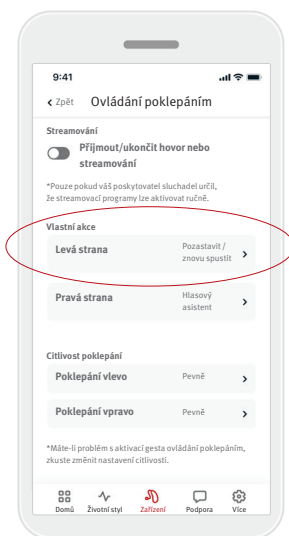 9:41
Zpět Ovládání poklepáním
Streamování
Přijmout/ukončit hovor nebo
streamování
*Pouze pokud váš poskytovatel sluchadel určil,
že streamovací programy lze aktivovat ručně.
Vlastní akce
Levá strana Pozastavit /
znovu spustit
Pravá strana Hlasový
asistent
Citlivost poklepání
Poklepání vlevo Pevně
Poklepání vpravo Pevně
*Máte-li problém s aktivací gesta ovládání poklepáním,
zkuste změnit nastavení citlivosti.
Domů Životní styl Zařízení Podpora Více